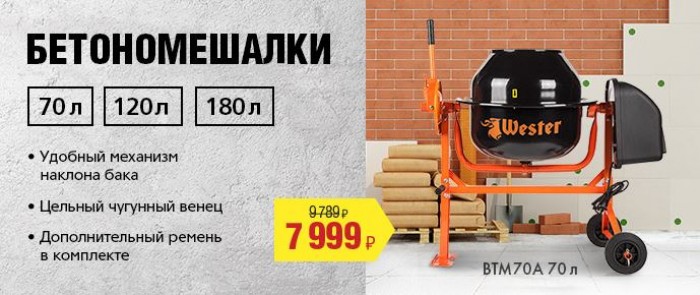 БЕТОНОМЕШАЛКИ
70 л 120 л 180 л
• Удобный механизм
наклона бака
• Цельный чугунный венец
• Дополнительный ремень
в комплекте
9 789 ₽
7 999 ₽
Wester
ВТМ70А 70 л